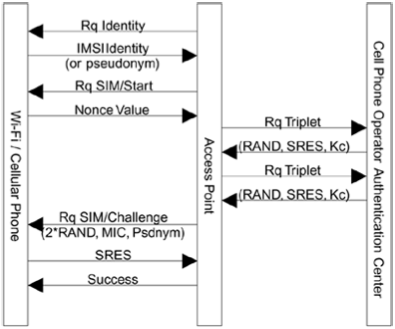 Rq Identity
IMSI Identity
(or pseudonym)
Rq SIM/Start
Nonce Value
Rq Triplet
(RAND, SRES, Kc)
Rq Triplet
(RAND, SRES, Kc)
Rq SIM/Challenge
(2*RAND, MIC, Psdnym)
SRES
Success
Wi-Fi / Cellular Phone
Access Point
Cell Phone Operator Authentication Center